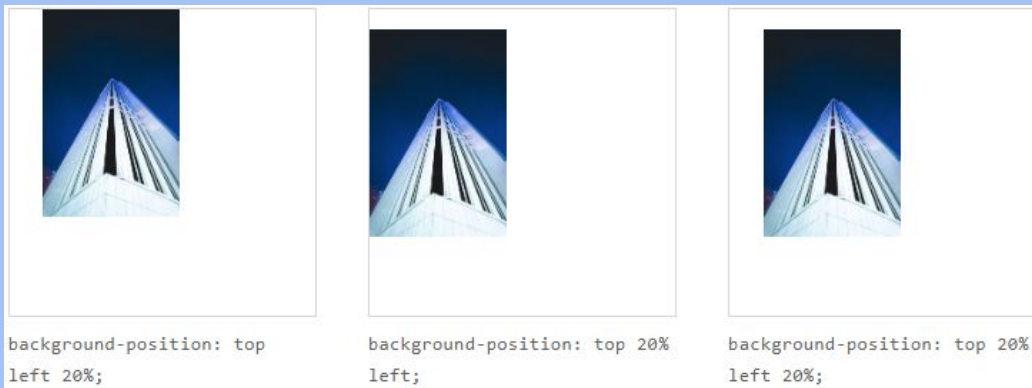 background-position: top
left 20%;
background-position: top 20%
left;
background-position: top 20%
left 20%;